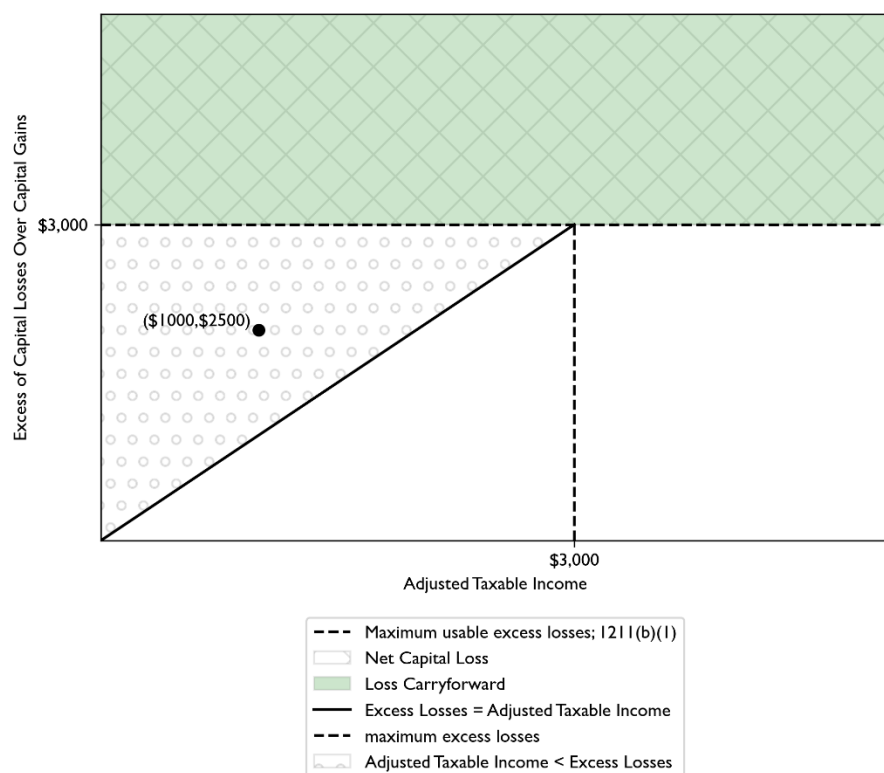 Excess of Capital Losses Over Capital Gains
$3,000
($1000,$2500)
$3,000
Adjusted Taxable Income
Maximum usable excess losses; 1211(b)(1)
Net Capital Loss
Loss Carryforward
Excess Losses = Adjusted Taxable Income
maximum excess losses
Adjusted Taxable Income < Excess Losses